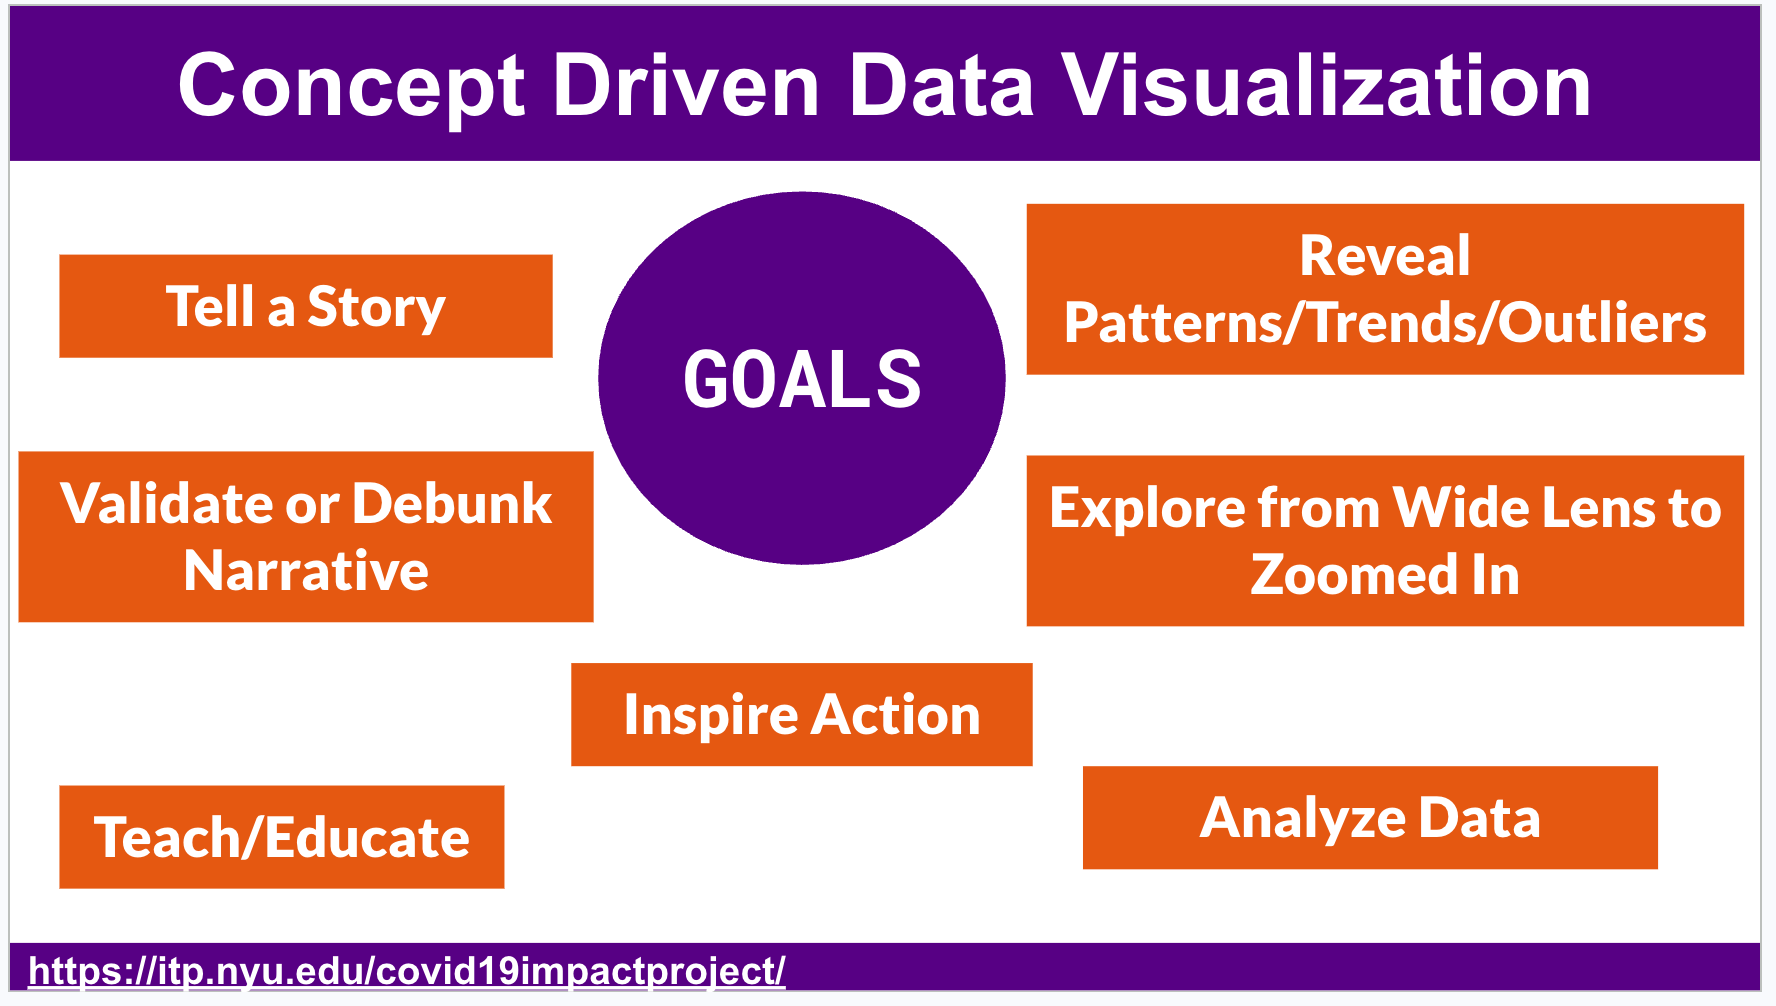 Concept Driven Data Visualization
Tell a Story
GOALS
Reveal
Patterns/Trends/Outliers
Validate or Debunk
Narrative
Explore from Wide Lens to
Zoomed In
Inspire Action
Teach/Educate
Analyze Data
https://itp.nyu.edu/covid19impactproject/